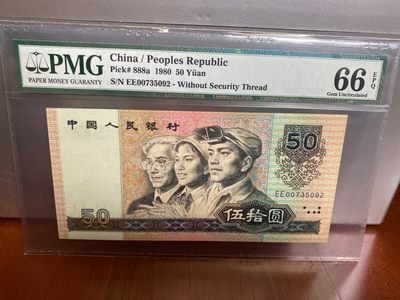 PMG
PAPER MONEY GUARANTY
China / Peoples Republic
Pick# 888a 1980 50 Yüan
S/N EE00735092 - Without Security Thread
66 EPQ
Gem Uncirculated
中国人民银行
50
EE00735092
50
伍拾圆